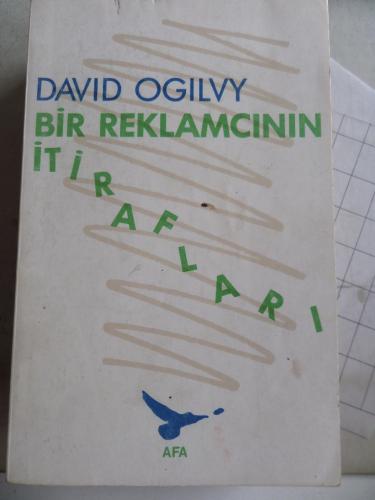 DAVID OGILVY
BİR REKLAMCININ
İTİRAFLARI
AFA